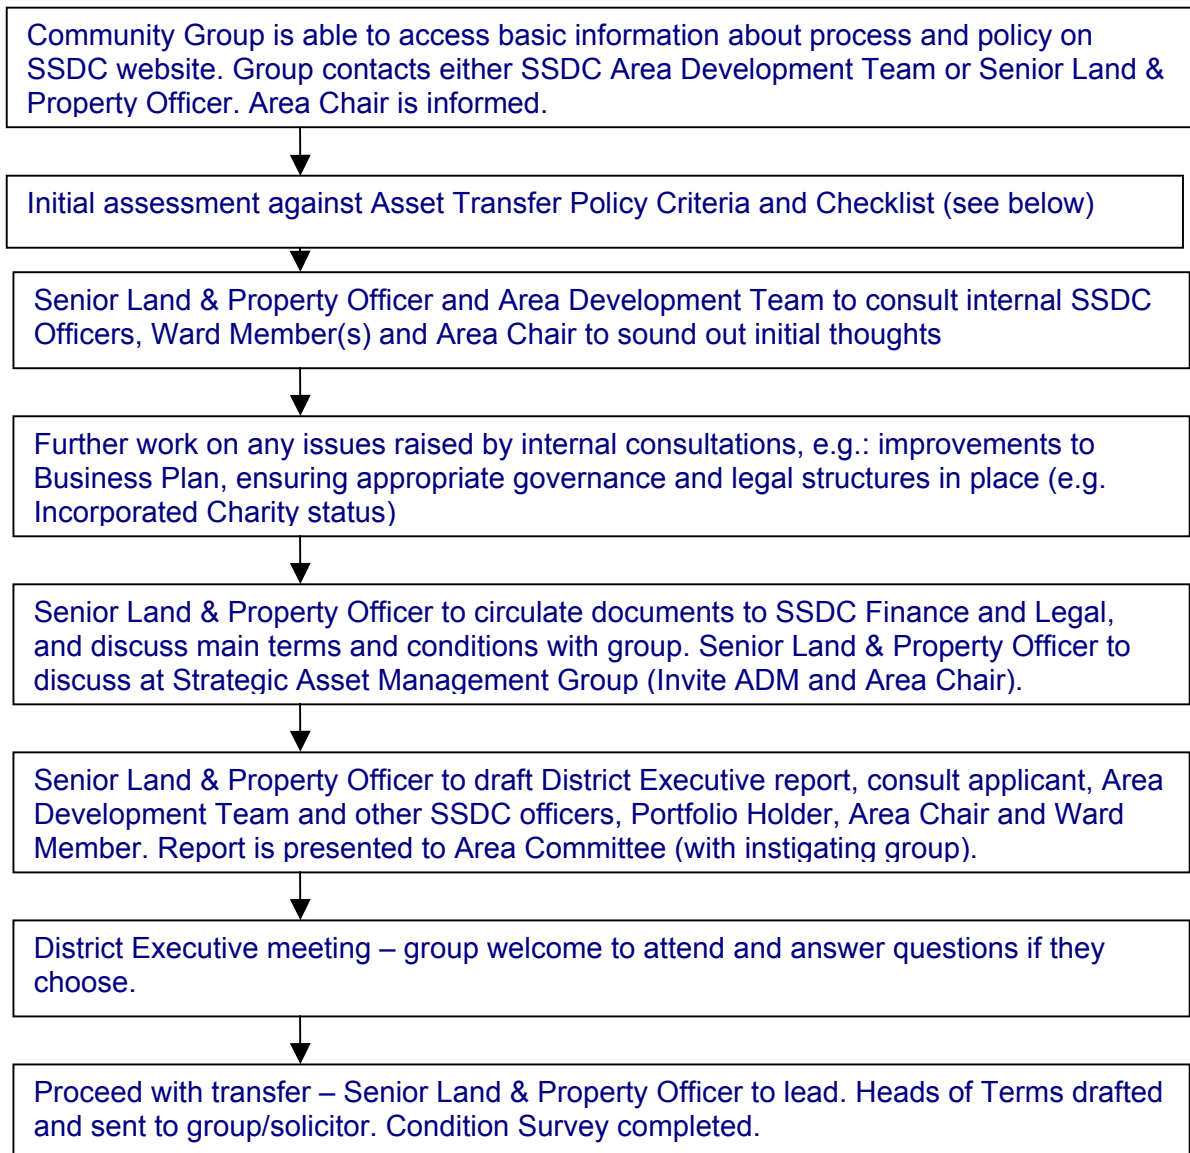 Community Group is able to access basic information about process and policy on
SSDC website. Group contacts either SSDC Area Development Team or Senior Land &
Property Officer. Area Chair is informed.
Initial assessment against Asset Transfer Policy Criteria and Checklist (see below)
Senior Land & Property Officer and Area Development Team to consult internal SSDC
Officers, Ward Member(s) and Area Chair to sound out initial thoughts
Further work on any issues raised by internal consultations, e.g.: improvements to
Business Plan, ensuring appropriate governance and legal structures in place (e.g.
Incorporated Charity status)
Senior Land & Property Officer to circulate documents to SSDC Finance and Legal,
and discuss main terms and conditions with group. Senior Land & Property Officer to
discuss at Strategic Asset Management Group (Invite ADM and Area Chair).
Senior Land & Property Officer to draft District Executive report, consult applicant, Area
Development Team and other SSDC officers, Portfolio Holder, Area Chair and Ward
Member. Report is presented to Area Committee (with instigating group).
District Executive meeting – group welcome to attend and answer questions if they
choose.
Proceed with transfer – Senior Land & Property Officer to lead. Heads of Terms drafted
and sent to group/solicitor. Condition Survey completed.